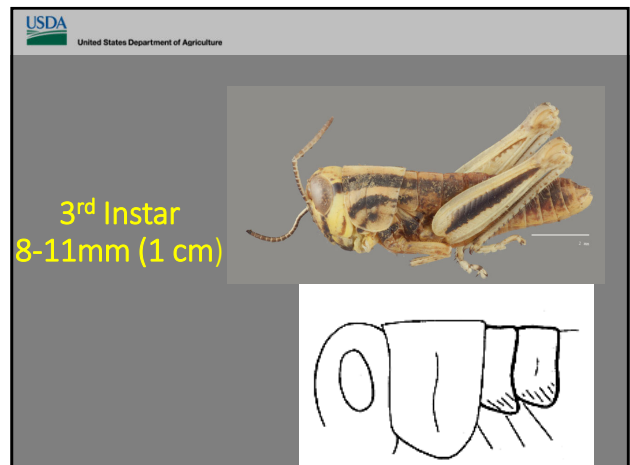 USDA
United States Department of Agriculture
3rd Instar
8-11mm (1 cm)